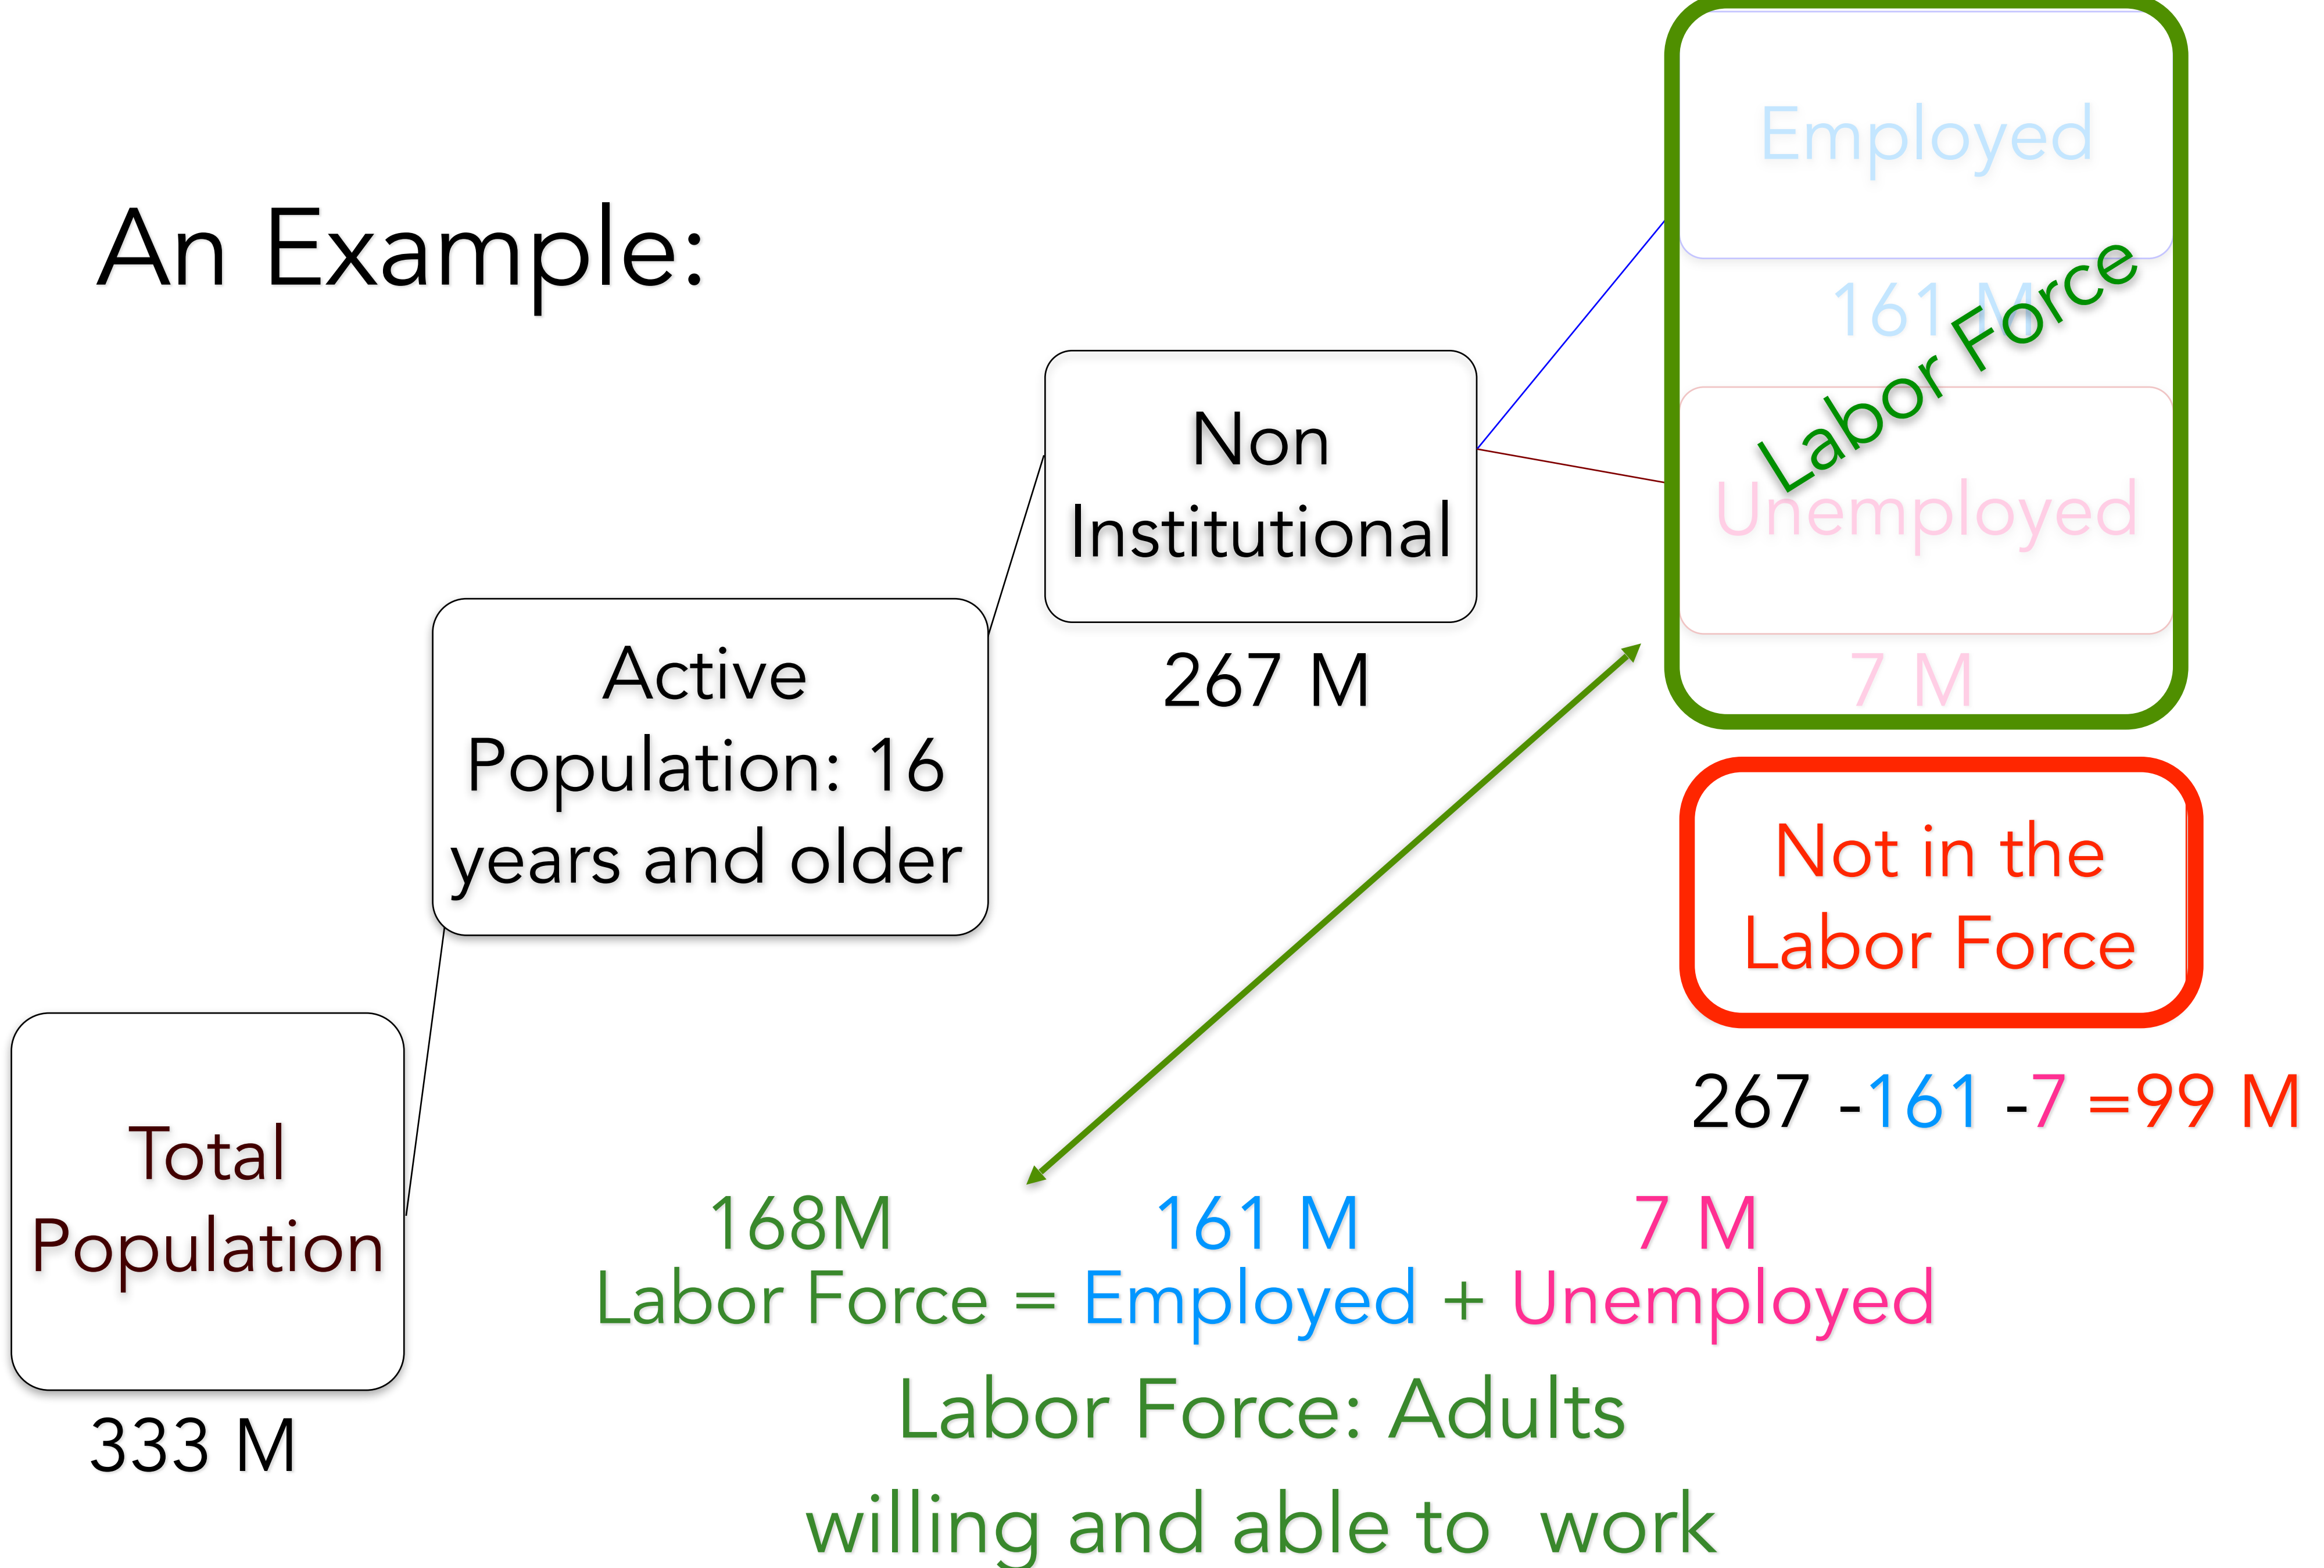 An Example:
Employed
161 M
Labor Force
Unemployed
7 M
Non
Institutional
267 M
Active
Population: 16
years and older
Not in the
Labor Force
267 -161 -7 =99 M
Total
Population
333 M
168M 161 M 7 M
Labor Force = Employed + Unemployed
Labor Force: Adults
willing and able to work